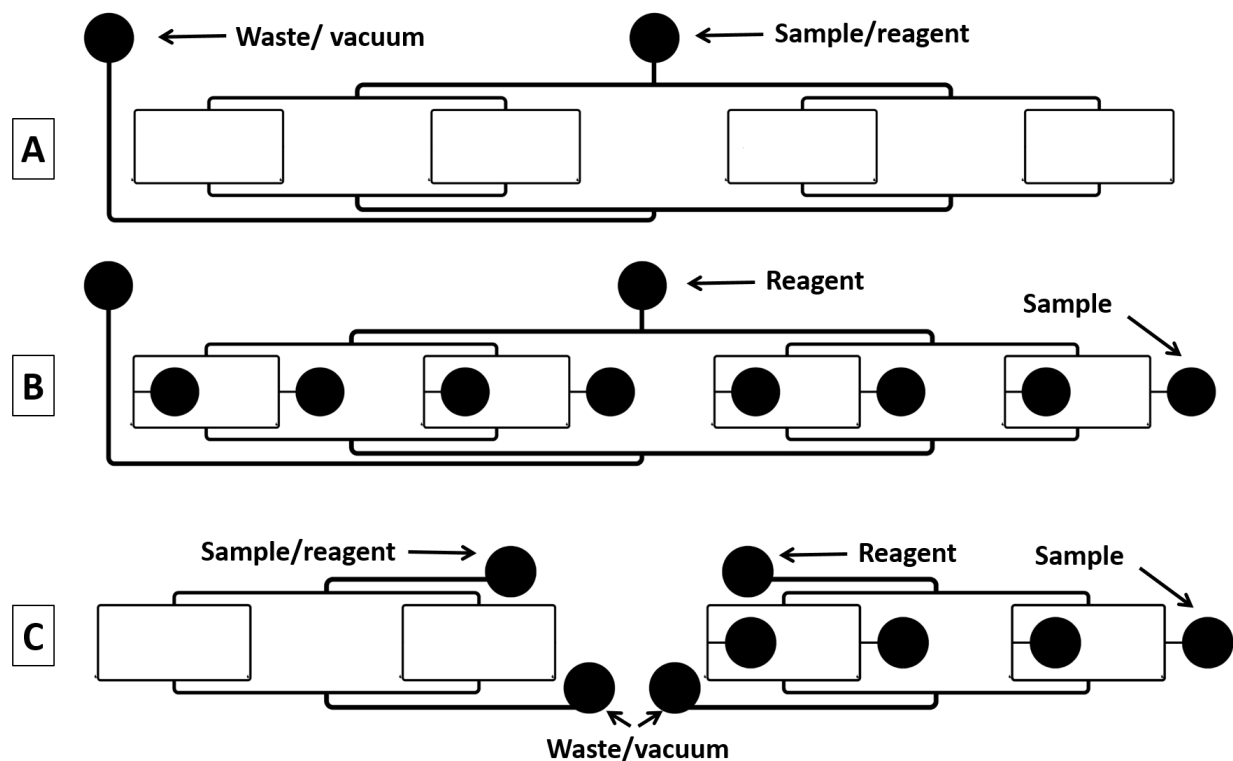 Waste/ vacuum
Sample/reagent
A
Reagent
Sample
B
Sample/reagent
Reagent
Sample
C
Waste/vacuum